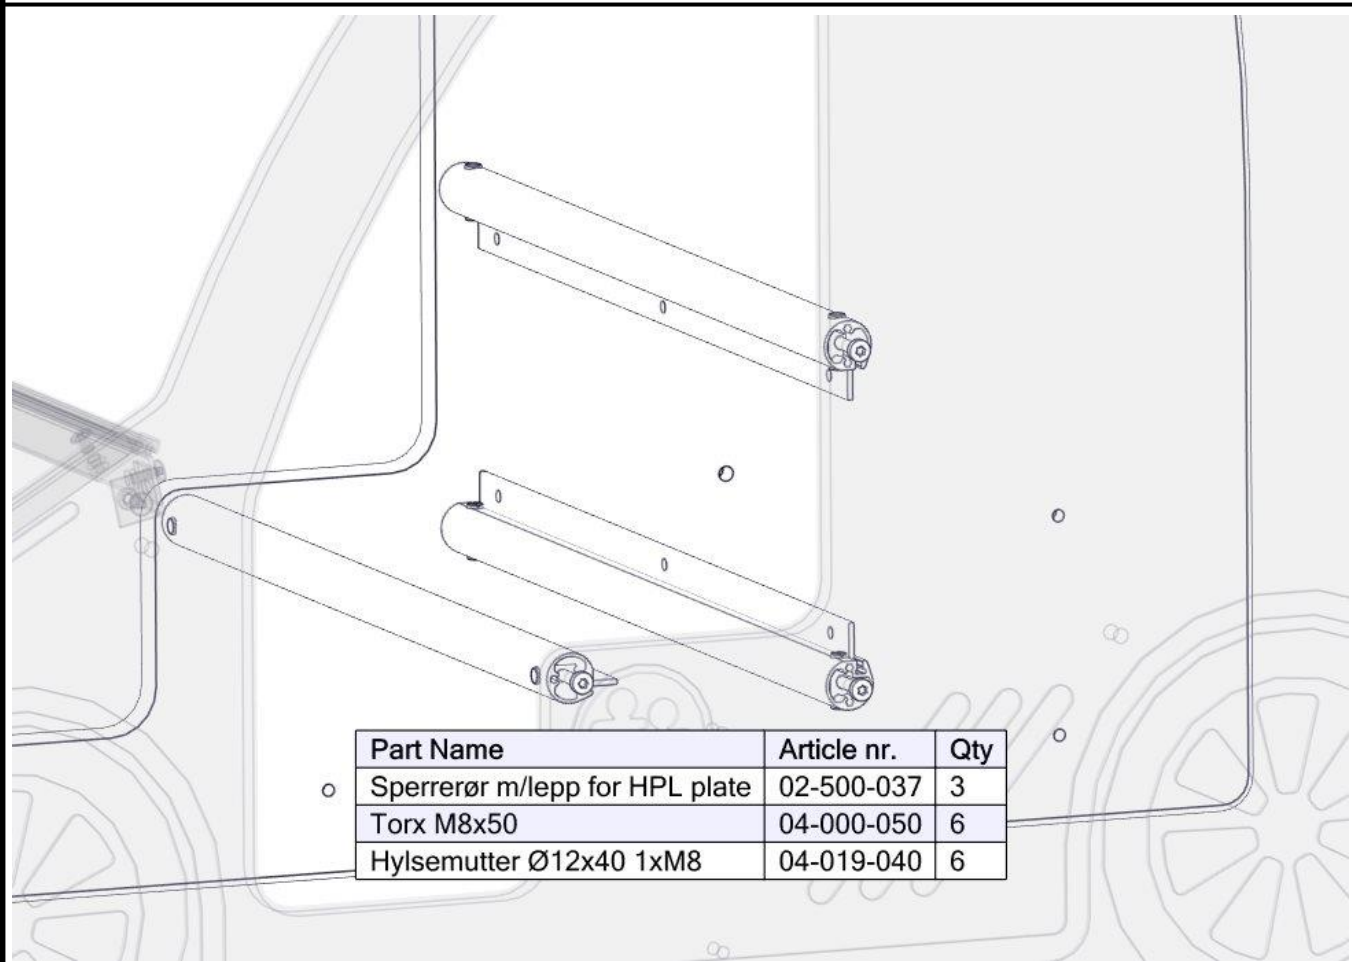 Part Name Article nr. Qty
Sperrerør m/lepp for HPL plate 02-500-037 3
Torx M8x50 04-000-050 6
Hylsemutter Ø12x40 1xM8 04-019-040 6